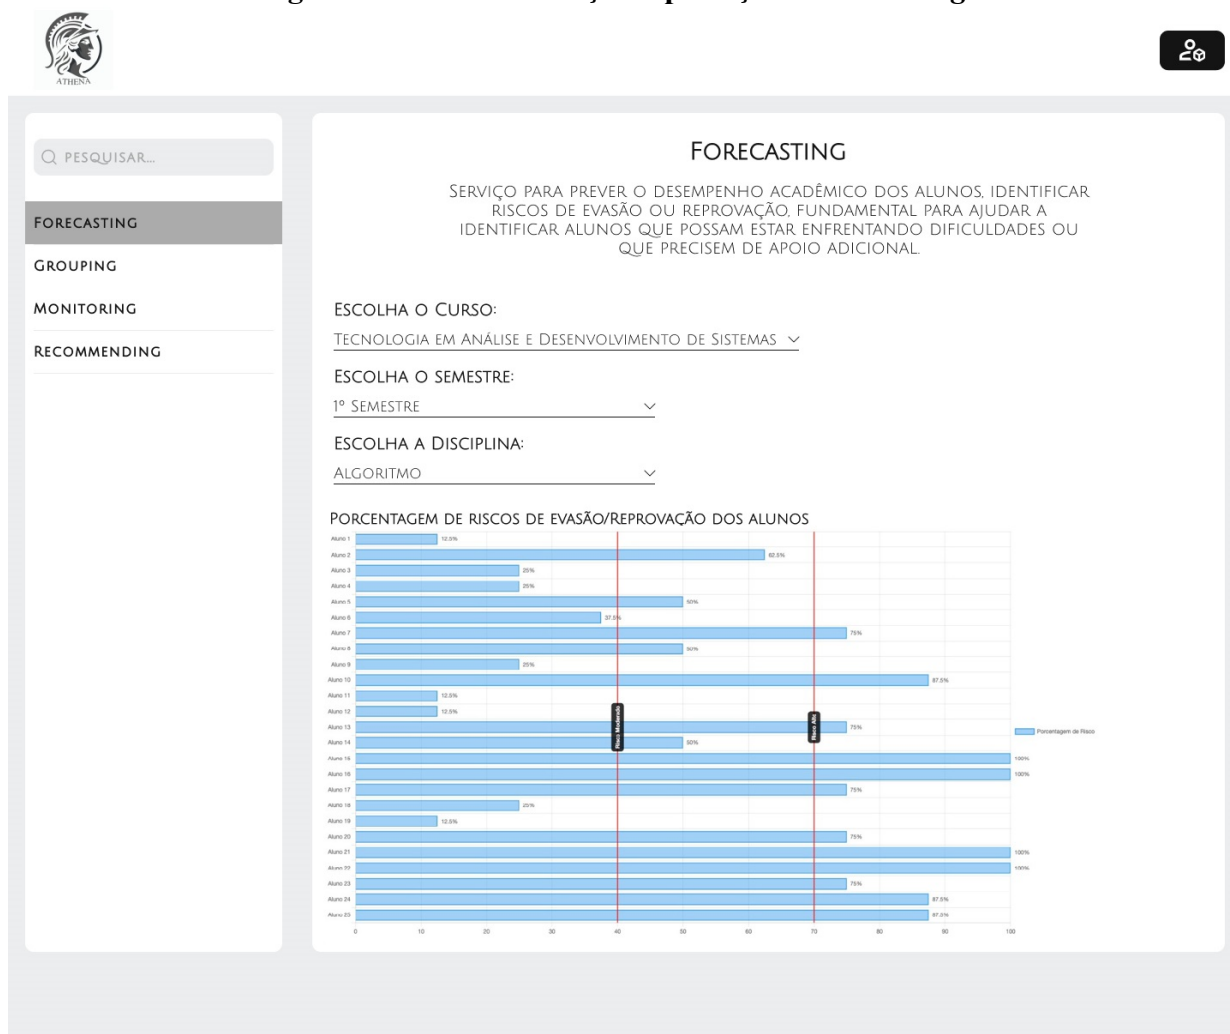 ATHENA
PESQUISAR...
FORECASTING
GROUPING
MONITORING
RECOMMENDING
FORECASTING
SERVIÇO PARA PREVER O DESEMPENHO ACADÊMICO DOS ALUNOS, IDENTIFICAR
RISCOS DE EVASÃO OU REPROVAÇÃO, FUNDAMENTAL PARA AJUDAR A
IDENTIFICAR ALUNOS QUE POSSAM ESTAR ENFRENTANDO DIFICULDADES OU
QUE PRECISEM DE APOIO ADICIONAL.
ESCOLHA O CURSO:
TECNOLOGIA EM ANÁLISE E DESENVOLVIMENTO DE SISTEMAS
ESCOLHA O SEMESTRE:
1º SEMESTRE
ESCOLHA A DISCIPLINA:
ALGORITMO
PORCENTAGEM DE RISCOS DE EVASÃO/REPROVAÇÃO DOS ALUNOS
Aluno 1 12.5%
Aluno 2 62.5%
Aluno 3 25%
Aluno 4 25%
Aluno 5 50%
Aluno 6 37.5%
Aluno 7 75%
Aluno 8 50%
Aluno 9 25%
Aluno 10 87.5%
Aluno 11 12.5%
Aluno 12 12.5%
Aluno 13 75%
Aluno 14 50%
Aluno 15 100%
Aluno 16 100%
Aluno 17 75%
Aluno 18 25%
Aluno 19 12.5%
Aluno 20 75%
Aluno 21 100%
Aluno 22 100%
Aluno 23 75%
Aluno 24 87.5%
Aluno 25 87.5%
Risco Moderado
Risco Alto
Porcentagem de Risco
0 10 20 30 40 50 60 70 80 90 100